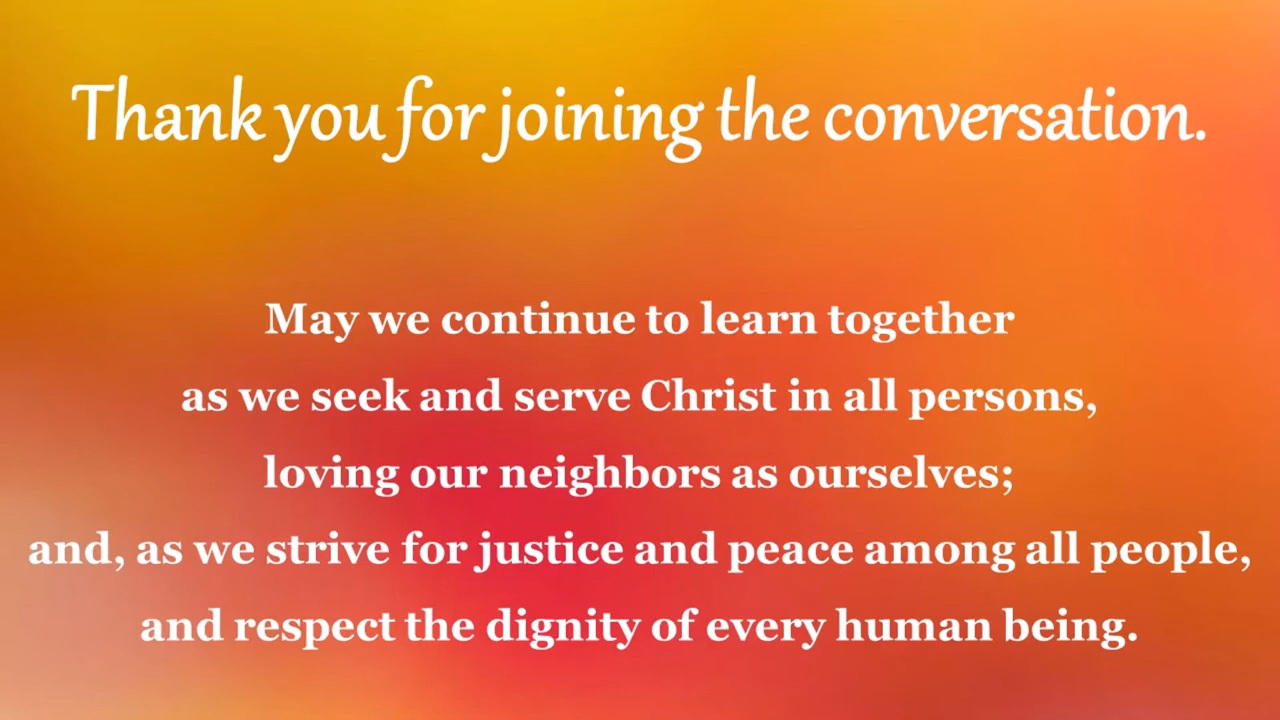 Thank you for joining the conversation.
May we continue to learn together
as we seek and serve Christ in all persons,
loving our neighbors as ourselves;
and, as we strive for justice and peace among all people,
and respect the dignity of every human being.